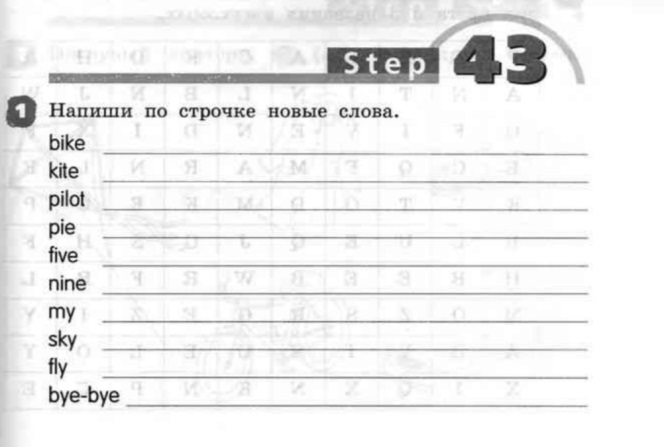 Step 43
1 Напиши по строчке новые слова.
bike
kite
pilot
pie
five
nine
my
sky
fly
bye-bye